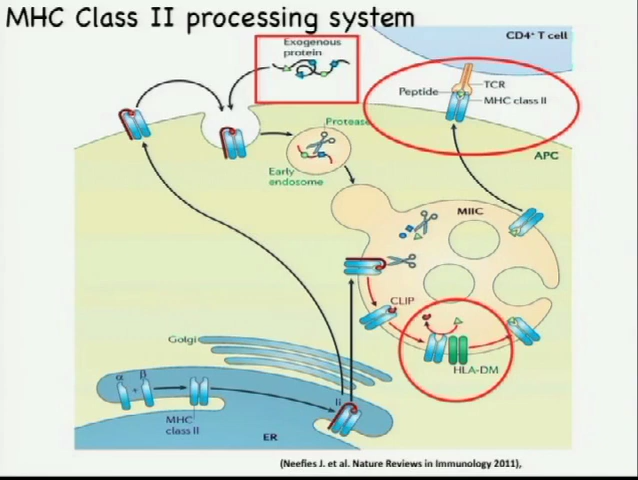 MHC Class II processing system
CD4+ T cell
Exogenous
protein
TCR
Peptide
MHC class II
Protease
APC
Early
endosome
MIIC
CLIP
Golgi
HLA-DM
α
β
+
Ii
MHC
class II
ER
(Neefies J. et al. Nature Reviews in Immunology 2011),